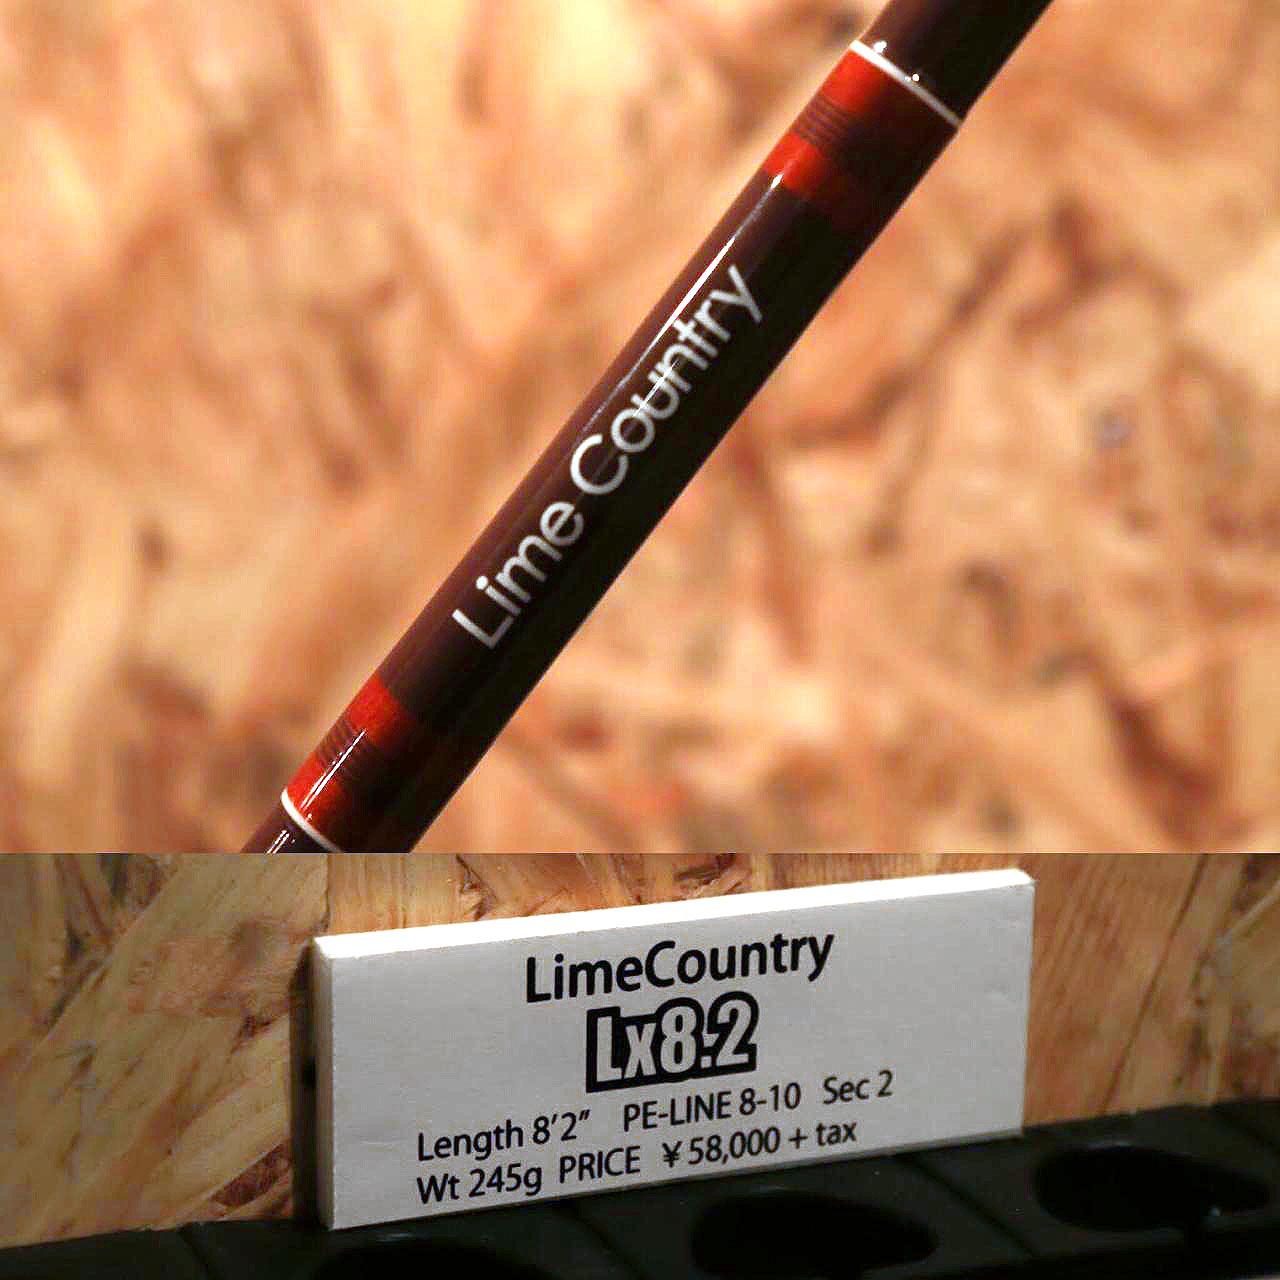 Lime Country
LimeCountry
Lx8.2
Length 8'2" PE-LINE 8-10 Sec 2
Wt 245g PRICE ¥58,000 + tax